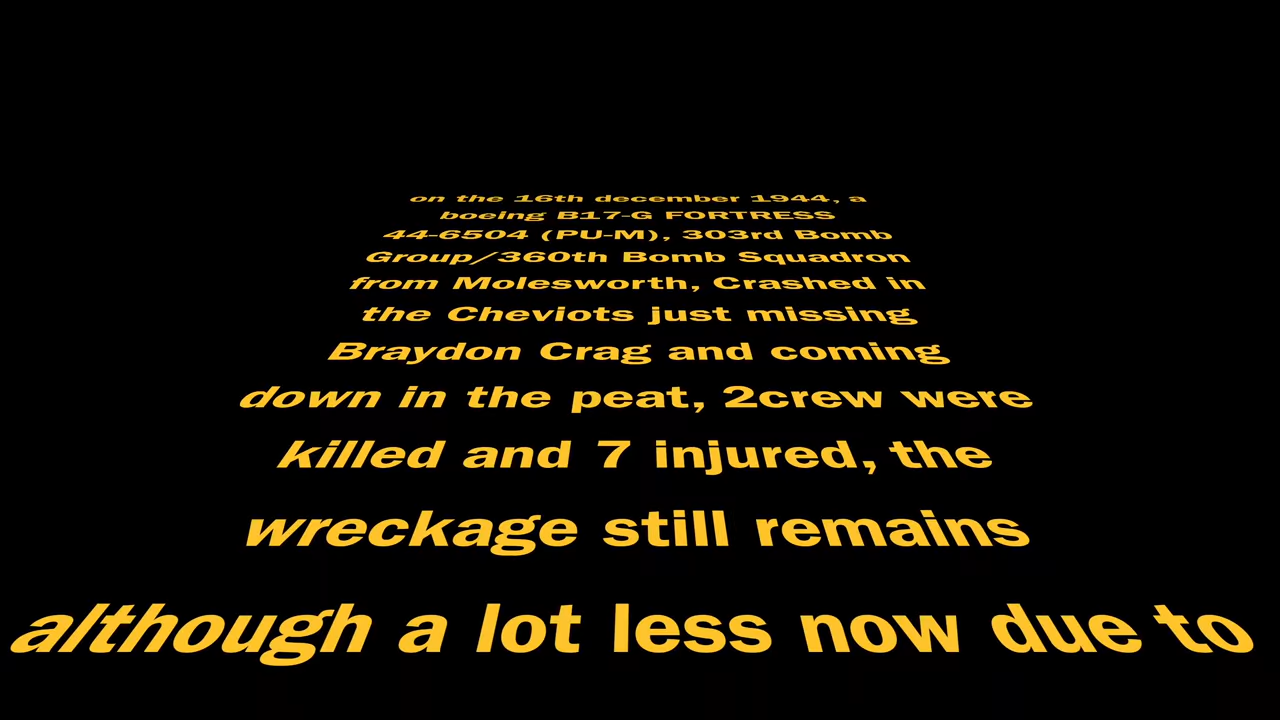 on the 16th december 1944, a
boeing B17-G FORTRESS
44-6504 (PU-M), 303rd Bomb
Group/360th Bomb Squadron
from Molesworth, Crashed in
the Cheviots just missing
Braydon Crag and coming
down in the peat, 2crew were
killed and 7 injured, the
wreckage still remains
although a lot less now due to